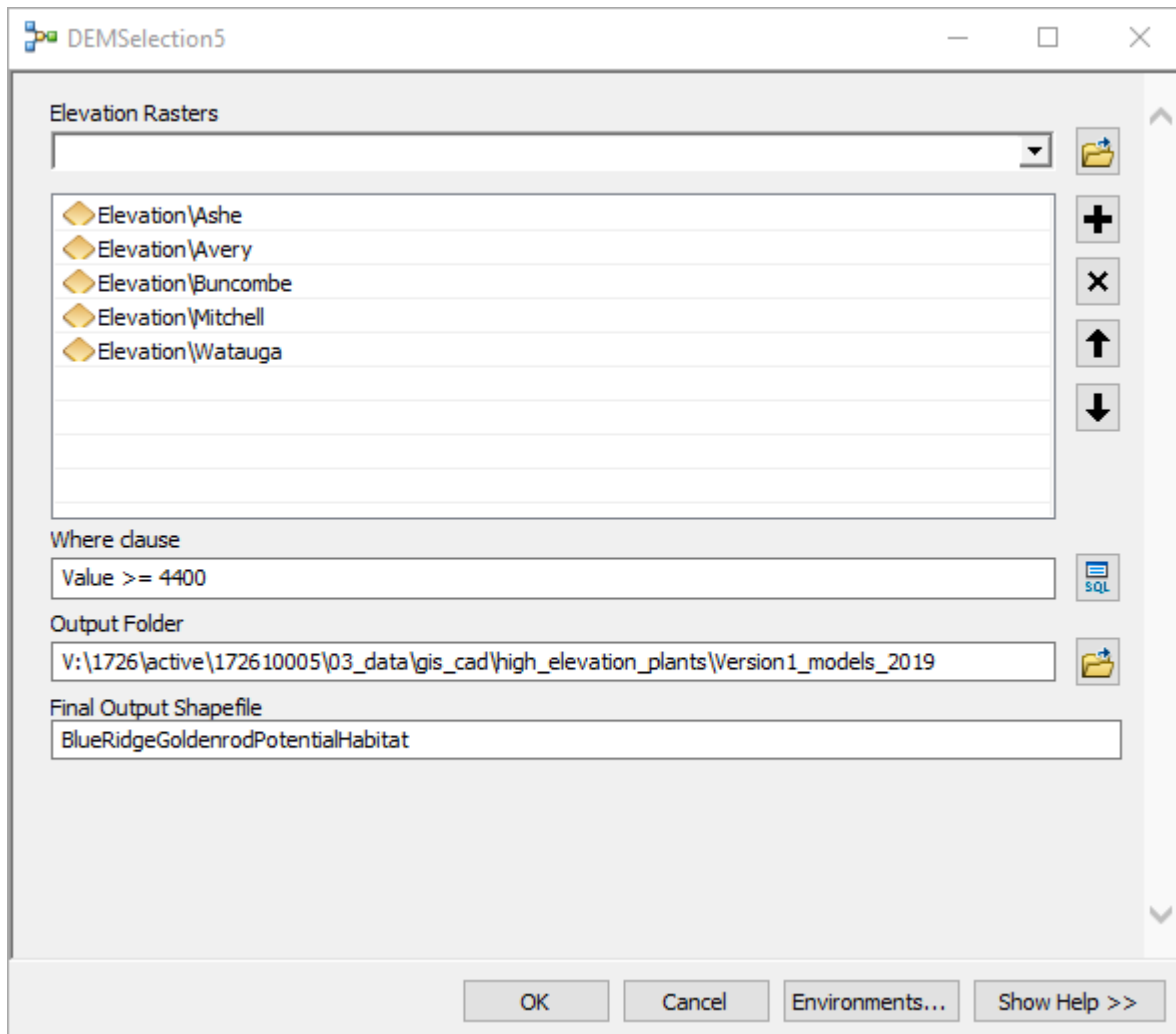 DEMSelection5
Elevation Rasters
Elevation\Ashe
Elevation\Avery
Elevation\Buncombe
Elevation\Mitchell
Elevation\Watauga
Where clause
Value >= 4400
SQL
Output Folder
V:\1726\active\172610005\03_data\gis_cad\high_elevation_plants\Version1_models_2019
Final Output Shapefile
BlueRidgeGoldenrodPotentialHabitat
OK Cancel Environments... Show Help >>